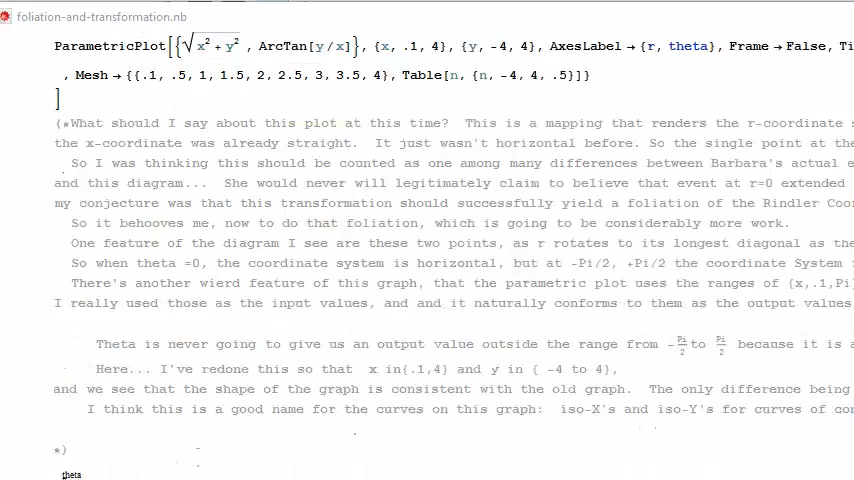 foliation-and-transformation.nb
ParametricPlot[{√x² + y² , ArcTan[y/x]}, {x, .1, 4}, {y, -4, 4}, AxesLabel → {r, theta}, Frame → False, Ti
, Mesh → {{.1, .5, 1, 1.5, 2, 2.5, 3, 3.5, 4}, Table[n, {n, -4, 4, .5}]}
]
(*What should I say about this plot at this time? This is a mapping that renders the r-coordinate s
the x-coordinate was already straight. It just wasn't horizontal before. So the single point at the
So I was thinking this should be counted as one among many differences between Barbara's actual e
and this diagram... She would never will legitimately claim to believe that event at r=0 extended
my conjecture was that this transformation should successfully yield a foliation of the Rindler Coor
So it behooves me, now to do that foliation, which is going to be considerably more work.
One feature of the diagram I see are these two points, as r rotates to its longest diagonal as the
So when theta =0, the coordinate system is horizontal, but at -Pi/2, +Pi/2 the coordinate System i
There's another wierd feature of this graph, that the parametric plot uses the ranges of {x,.1,Pi}
I really used those as the input values, and and it naturally conforms to them as the output values
Theta is never going to give us an output value outside the range from -Pi/2 to Pi/2 because it is a
Here... I've redone this so that x in{.1,4} and y in { -4 to 4},
and we see that the shape of the graph is consistent with the old graph. The only difference being
I think this is a good name for the curves on this graph: iso-X's and iso-Y's for curves of con
*)
theta